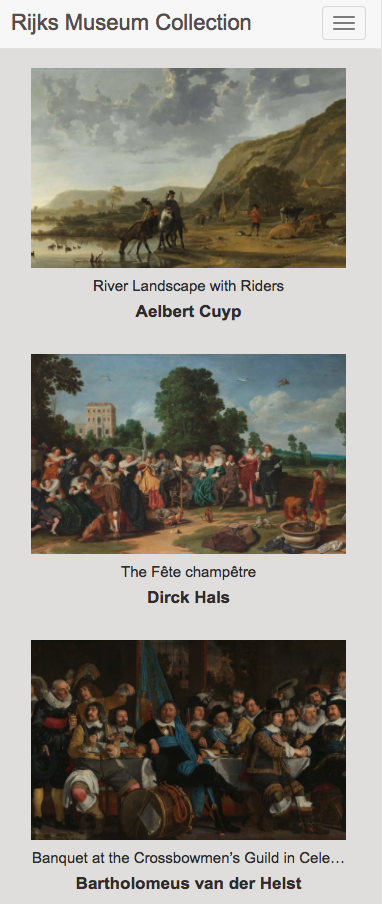 Rijks Museum Collection
River Landscape with Riders
Aelbert Cuyp
The Fête champêtre
Dirck Hals
Banquet at the Crossbowmen’s Guild in Cele...
Bartholomeus van der Helst